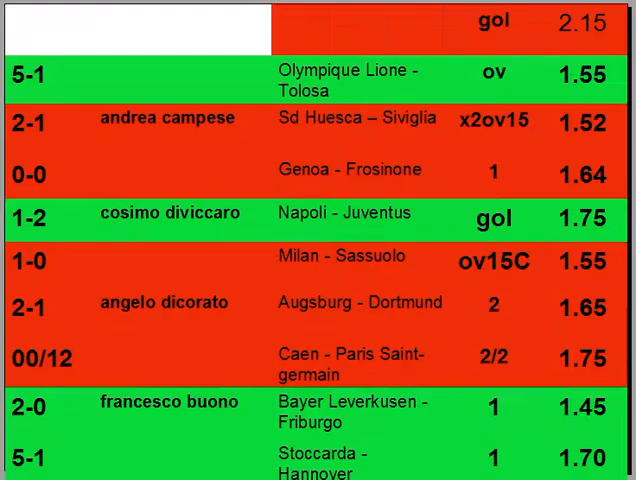 gol 2.15
5-1 Olympique Lione - ov 1.55
Tolosa
2-1 andrea campese Sd Huesca – Siviglia x2ov15 1.52
0-0 Genoa - Frosinone 1 1.64
1-2 cosimo diviccaro Napoli - Juventus gol 1.75
1-0 Milan - Sassuolo ov15C 1.55
2-1 angelo dicorato Augsburg - Dortmund 2 1.65
00/12 Caen - Paris Saint- 2/2 1.75
germain
2-0 francesco buono Bayer Leverkusen - 1 1.45
Friburgo
5-1 Stoccarda - 1 1.70
Hannover